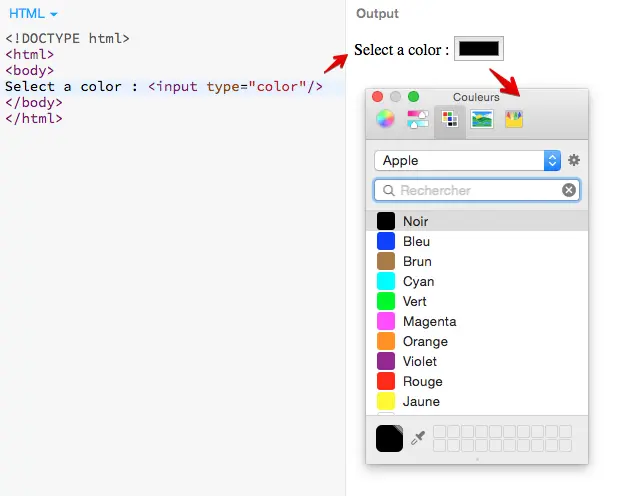 HTML
<!DOCTYPE html>
<html>
<body>
Select a color : <input type="color"/>
</body>
</html>
Output
Select a color :
Couleurs
Apple
Rechercher
Noir
Bleu
Brun
Cyan
Vert
Magenta
Orange
Violet
Rouge
Jaune